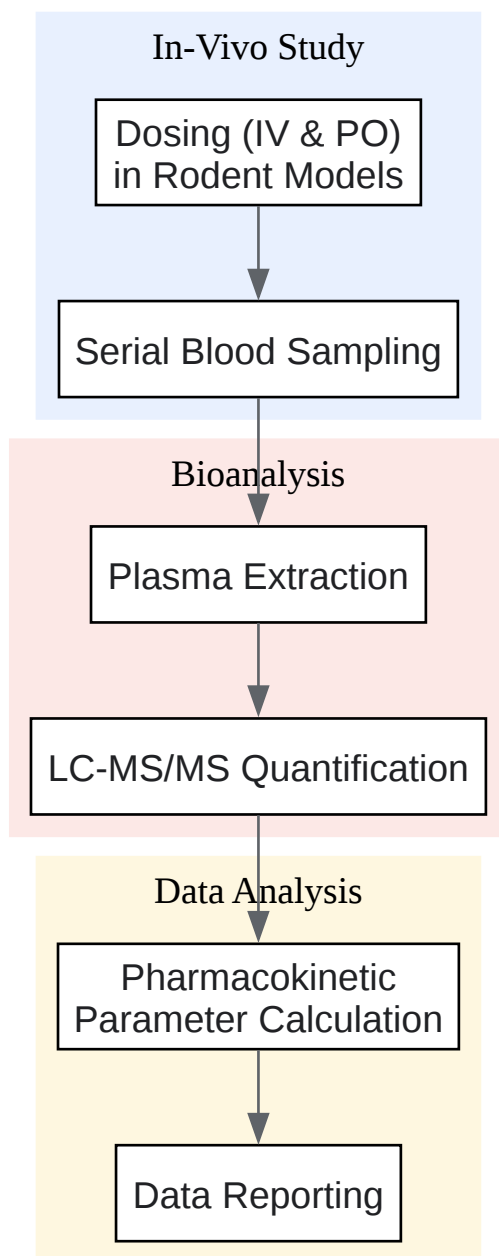 In-Vivo Study
Dosing (IV & PO)
in Rodent Models
Serial Blood Sampling
Bioanalysis
Plasma Extraction
LC-MS/MS Quantification
Data Analysis
Pharmacokinetic
Parameter Calculation
Data Reporting